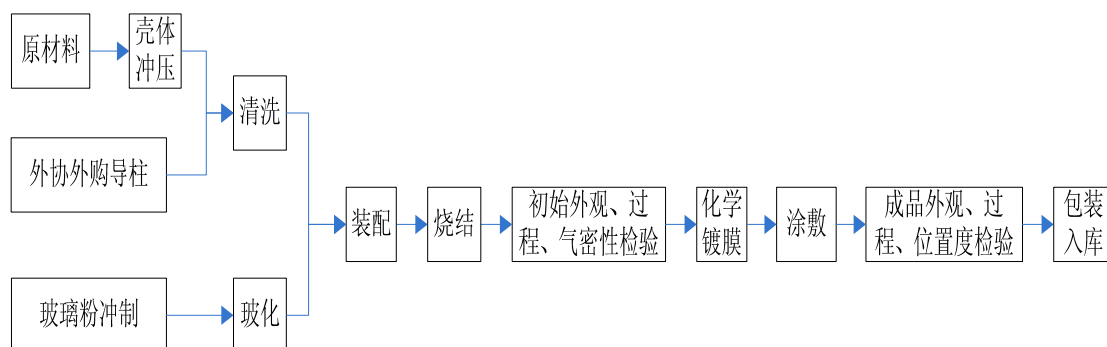 原材料
壳体
冲压
清洗
外协外购导柱
玻璃粉冲制
玻化
装配
烧结
初始外观、过
程、气密性检验
化学
镀膜
涂敷
成品外观、过
程、位置度检验
包装
入库